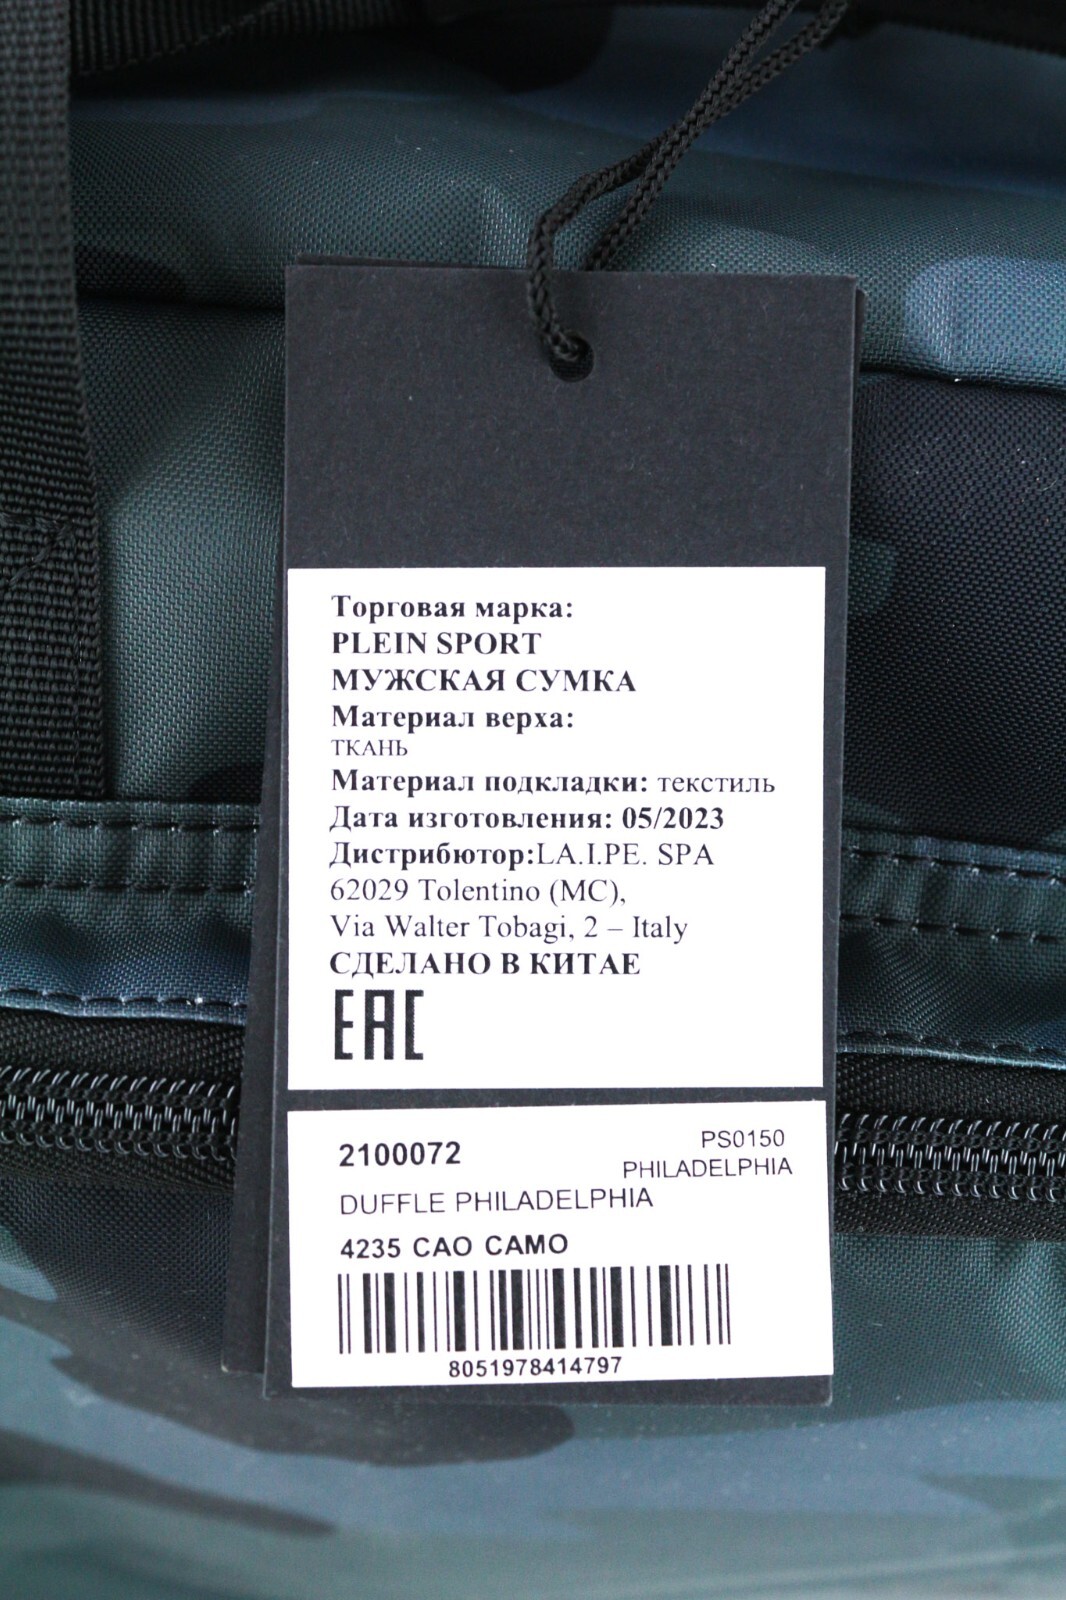 Торговая марка:
PLEIN SPORT
МУЖСКАЯ СУМКА
Материал верха:
ТКАНЬ
Материал подкладки: текстиль
Дата изготовления: 05/2023
Дистрибютор:LA.I.PE. SPA
62029 Tolentino (MC),
Via Walter Tobagi, 2 – Italy
СДЕЛАНО В КИТАЕ
EAC
2100072
PS0150
PHILADELPHIA
DUFFLE PHILADELPHIA
4235 CAO CAMO
8051978414797